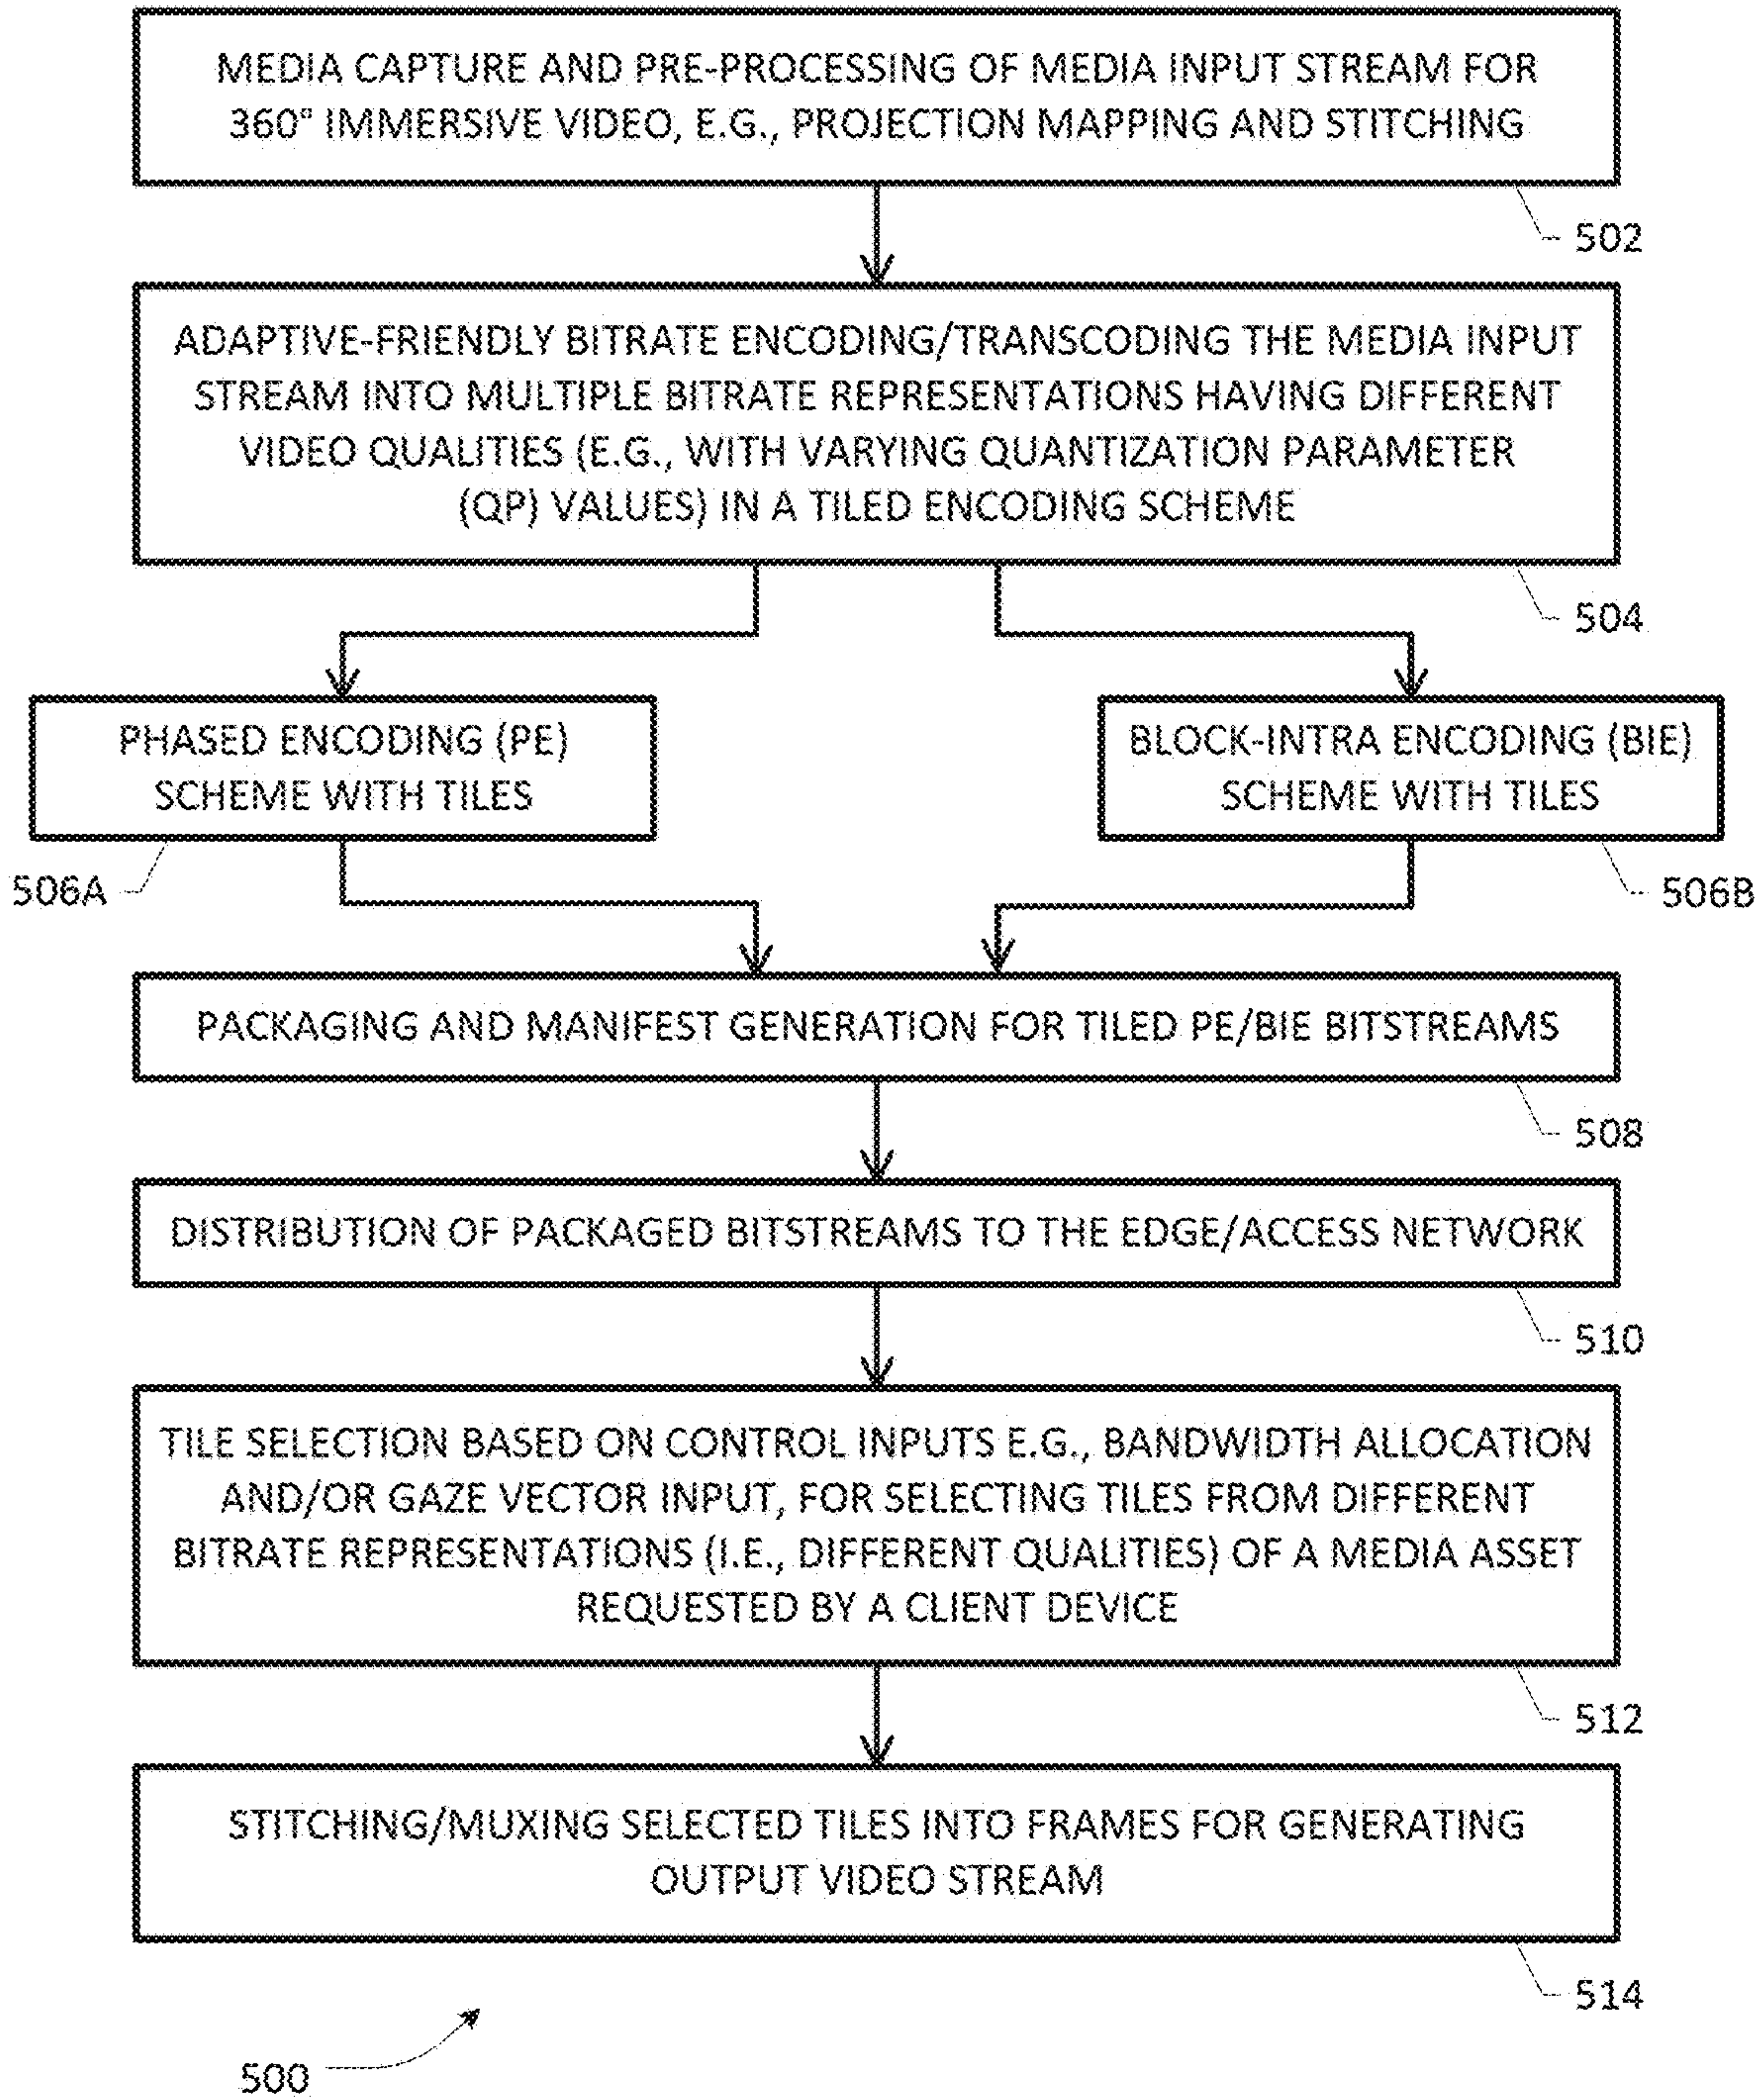 MEDIA CAPTURE AND PRE-PROCESSING OF MEDIA INPUT STREAM FOR
360° IMMERSIVE VIDEO, E.G., PROJECTION MAPPING AND STITCHING
502
ADAPTIVE-FRIENDLY BITRATE ENCODING/TRANSCODING THE MEDIA INPUT
STREAM INTO MULTIPLE BITRATE REPRESENTATIONS HAVING DIFFERENT
VIDEO QUALITIES (E.G., WITH VARYING QUANTIZATION PARAMETER
(QP) VALUES) IN A TILED ENCODING SCHEME
504
PHASED ENCODING (PE)
SCHEME WITH TILES
506A
BLOCK-INTRA ENCODING (BIE)
SCHEME WITH TILES
506B
PACKAGING AND MANIFEST GENERATION FOR TILED PE/BIE BITSTREAMS
508
DISTRIBUTION OF PACKAGED BITSTREAMS TO THE EDGE/ACCESS NETWORK
510
TILE SELECTION BASED ON CONTROL INPUTS E.G., BANDWIDTH ALLOCATION
AND/OR GAZE VECTOR INPUT, FOR SELECTING TILES FROM DIFFERENT
BITRATE REPRESENTATIONS (I.E., DIFFERENT QUALITIES) OF A MEDIA ASSET
REQUESTED BY A CLIENT DEVICE
512
STITCHING/MUXING SELECTED TILES INTO FRAMES FOR GENERATING
OUTPUT VIDEO STREAM
514
500